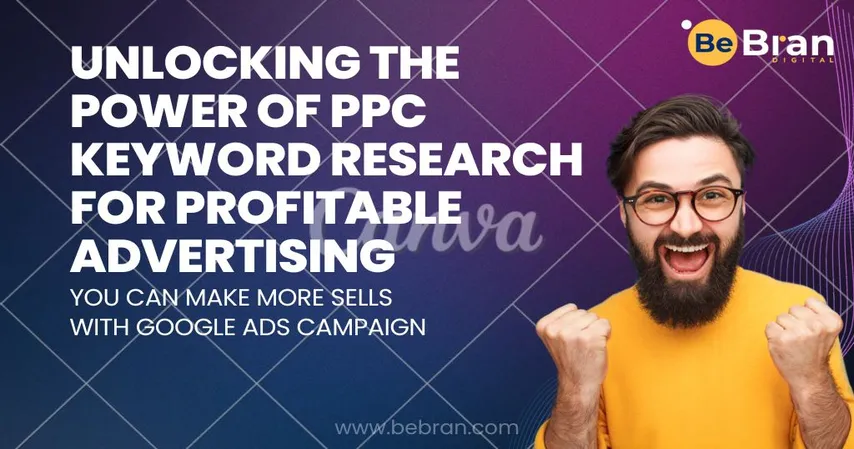 Be Bran
DIGITAL
UNLOCKING THE
POWER OF PPC
KEYWORD RESEARCH
FOR PROFITABLE
ADVERTISING
Canva
YOU CAN MAKE MORE SELLS
WITH GOOGLE ADS CAMPAIGN
www.bebran.com